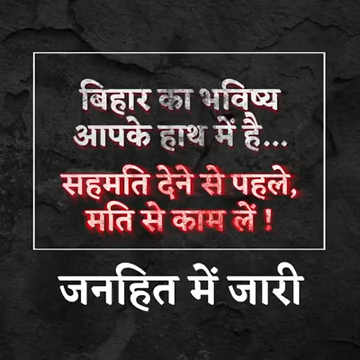 बिहार का भविष्य
आपके हाथ में है...
सहमति देने से पहले,
मति से काम लें !
जनहित में जारी